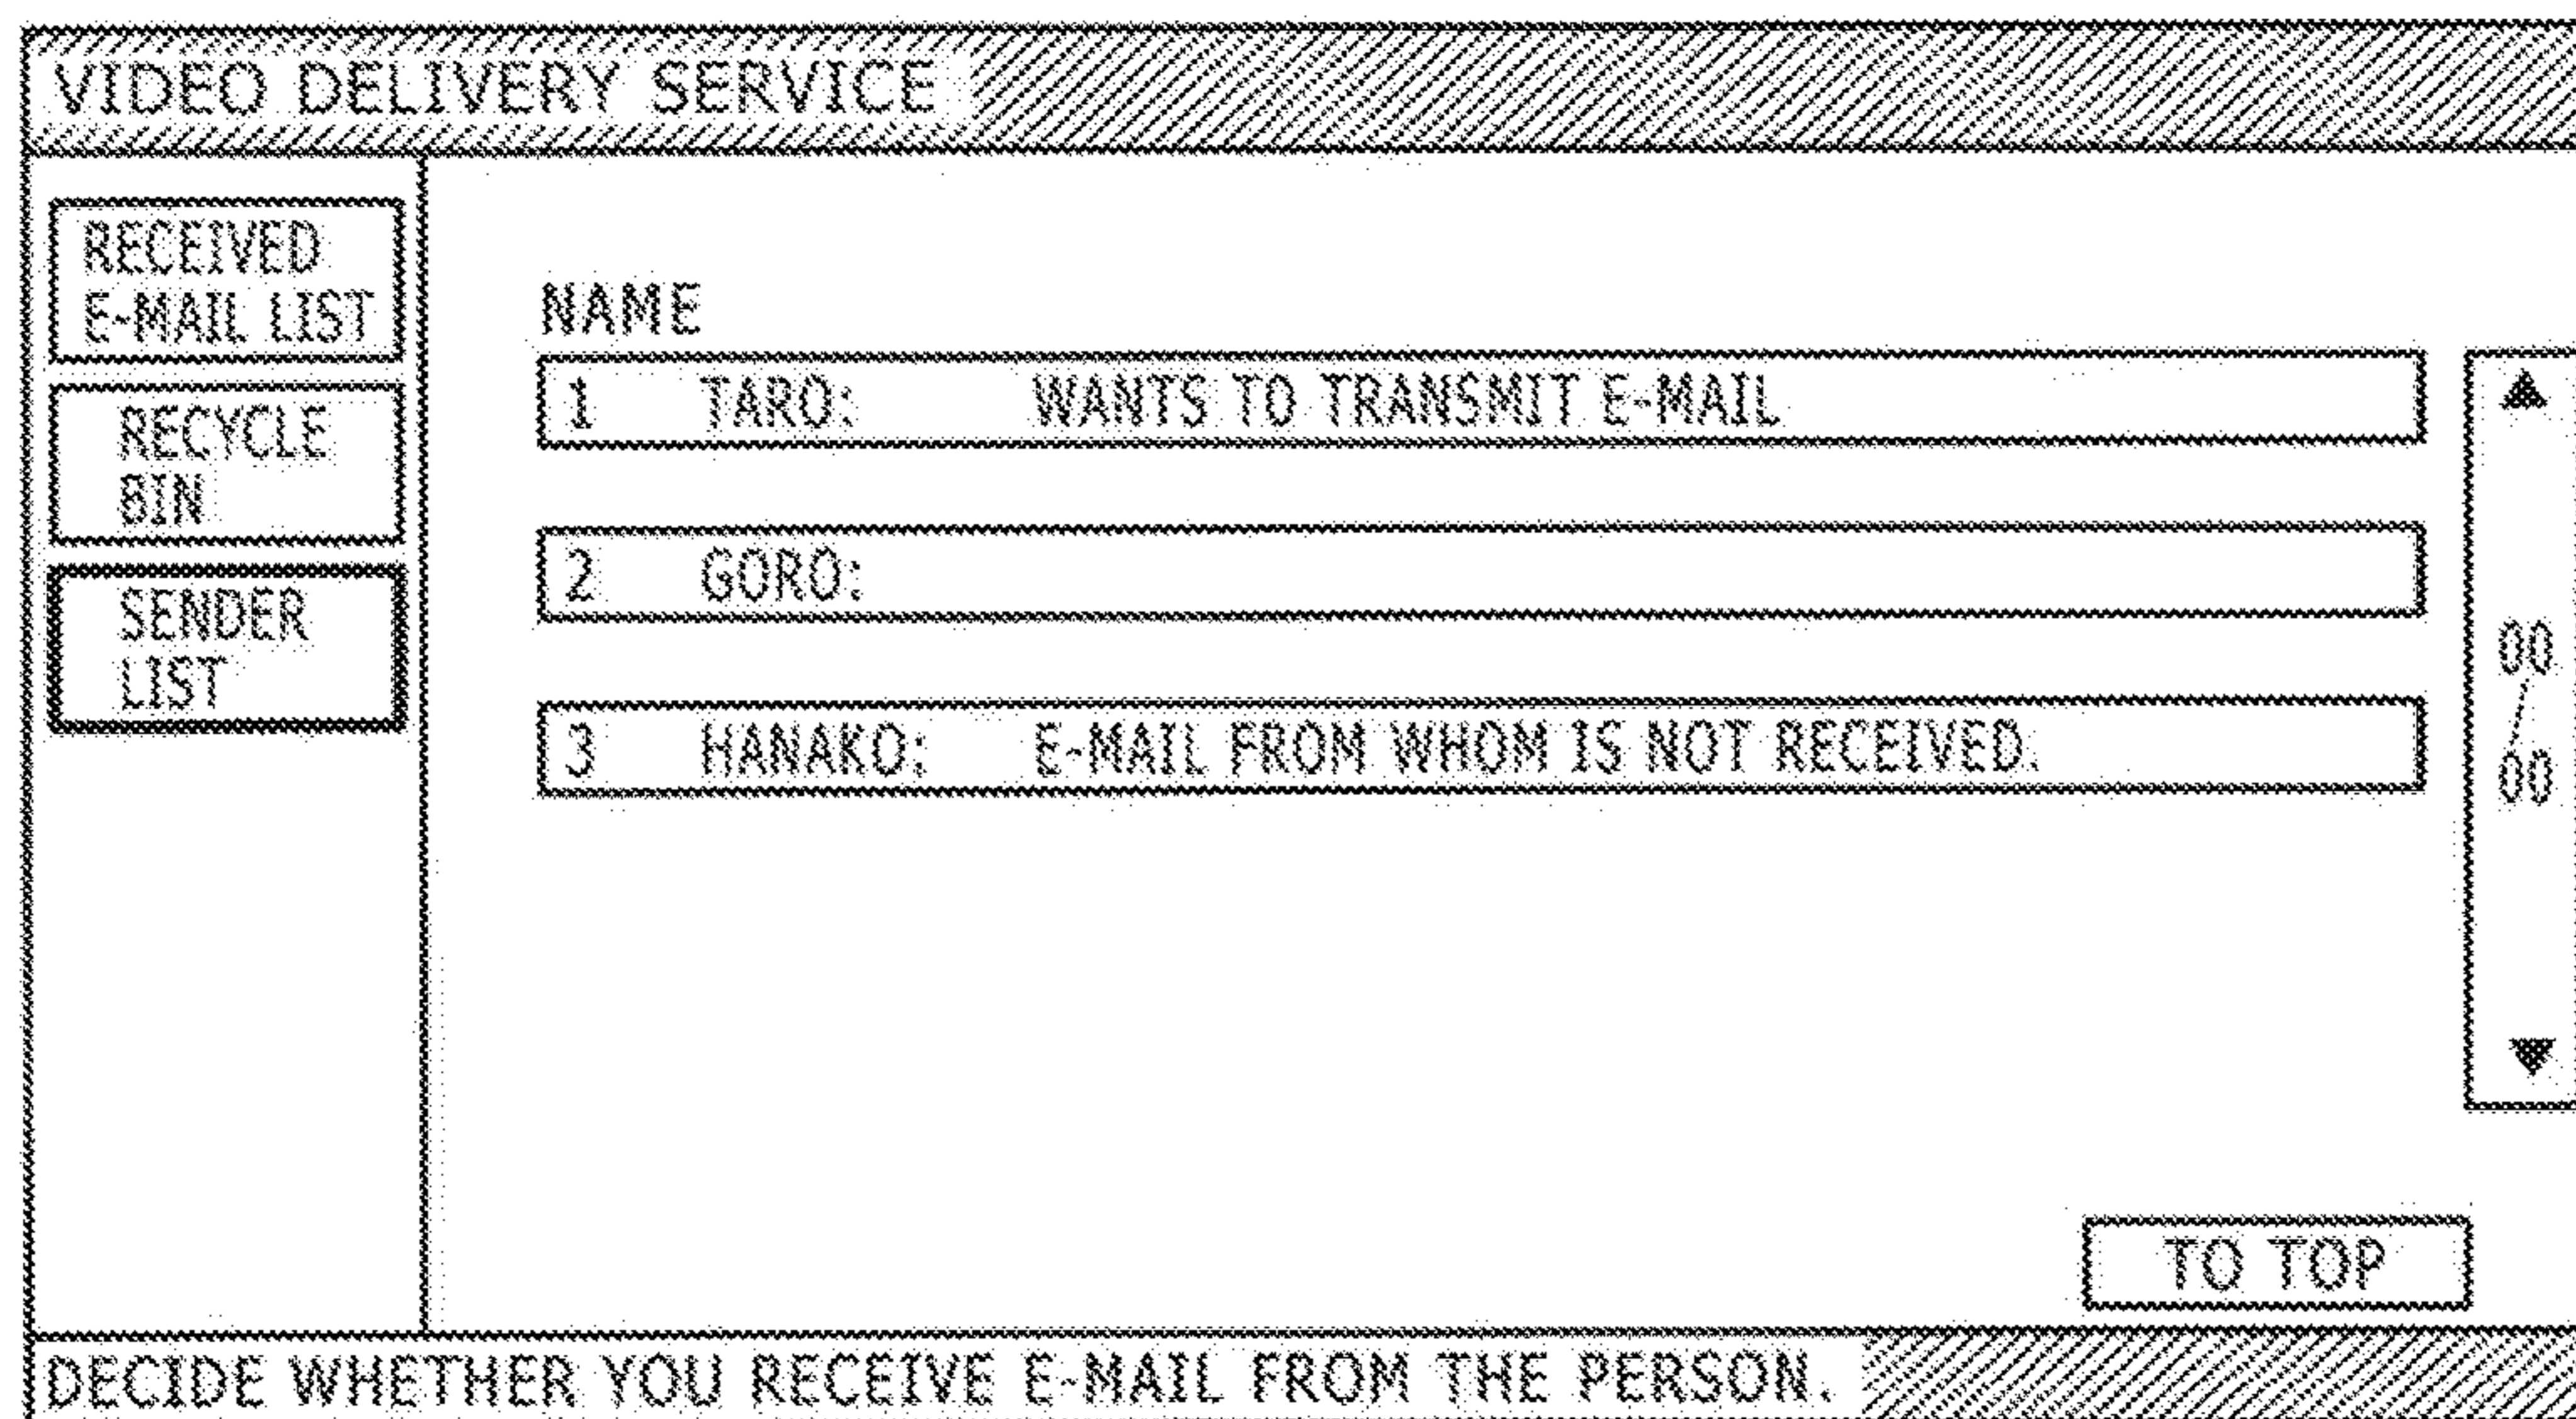 VIDEO DELIVERY SERVICE
RECEIVED
E-MAIL LIST
RECYCLE
BIN
SENDER
LIST
NAME
1 TARO: WANTS TO TRANSMIT E-MAIL
2 GORO:
3 HANAKO: E-MAIL FROM WHOM IS NOT RECEIVED.
00
/
00
TO TOP
DECIDE WHETHER YOU RECEIVE E-MAIL FROM THE PERSON.